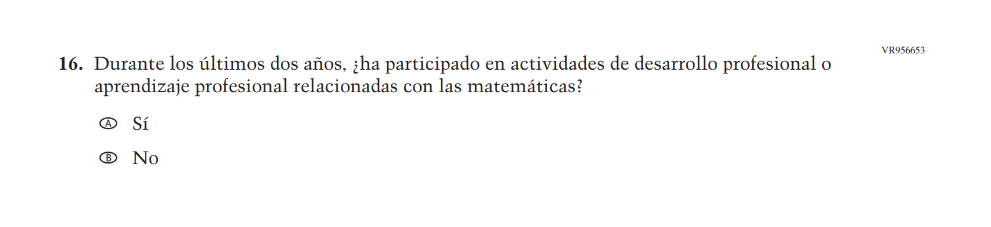 VR956653
16. Durante los últimos dos años, ¿ha participado en actividades de desarrollo profesional o
aprendizaje profesional relacionadas con las matemáticas?
A Sí
B No